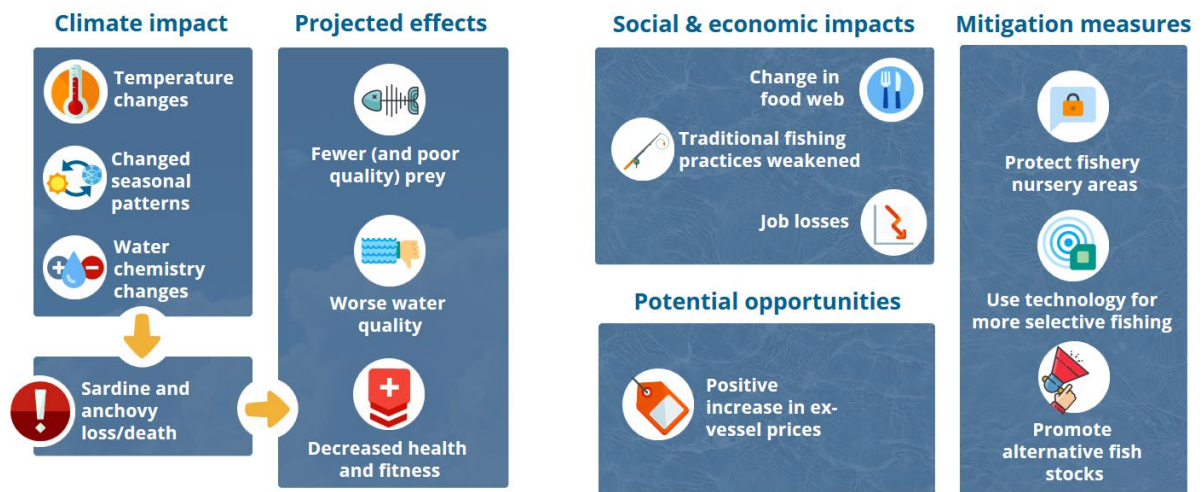 Climate impact
Temperature
changes
Changed
seasonal
patterns
Water
chemistry
changes
Sardine and
anchovy
loss/death
Projected effects
Fewer (and poor
quality) prey
Worse water
quality
Decreased health
and fitness
Social & economic impacts
Change in
food web
Traditional fishing
practices weakened
Job losses
Potential opportunities
Positive
increase in ex-
vessel prices
Mitigation measures
Protect fishery
nursery areas
Use technology for
more selective fishing
Promote
alternative fish
stocks